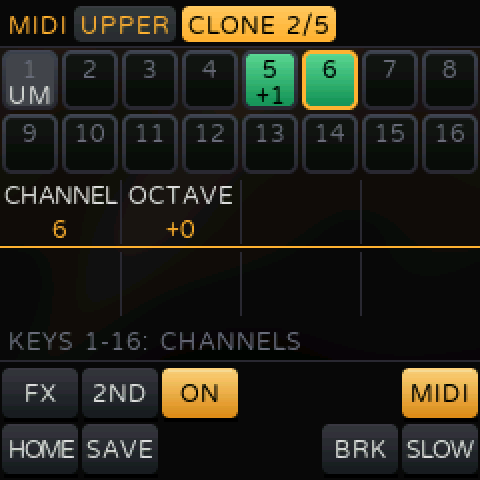 MIDI UPPER CLONE 2/5
1 2 3 4 5 6 7 8
UM +1
9 10 11 12 13 14 15 16
CHANNEL OCTAVE
6 +0
KEYS 1-16: CHANNELS
FX 2ND ON MIDI
HOME SAVE BRK SLOW